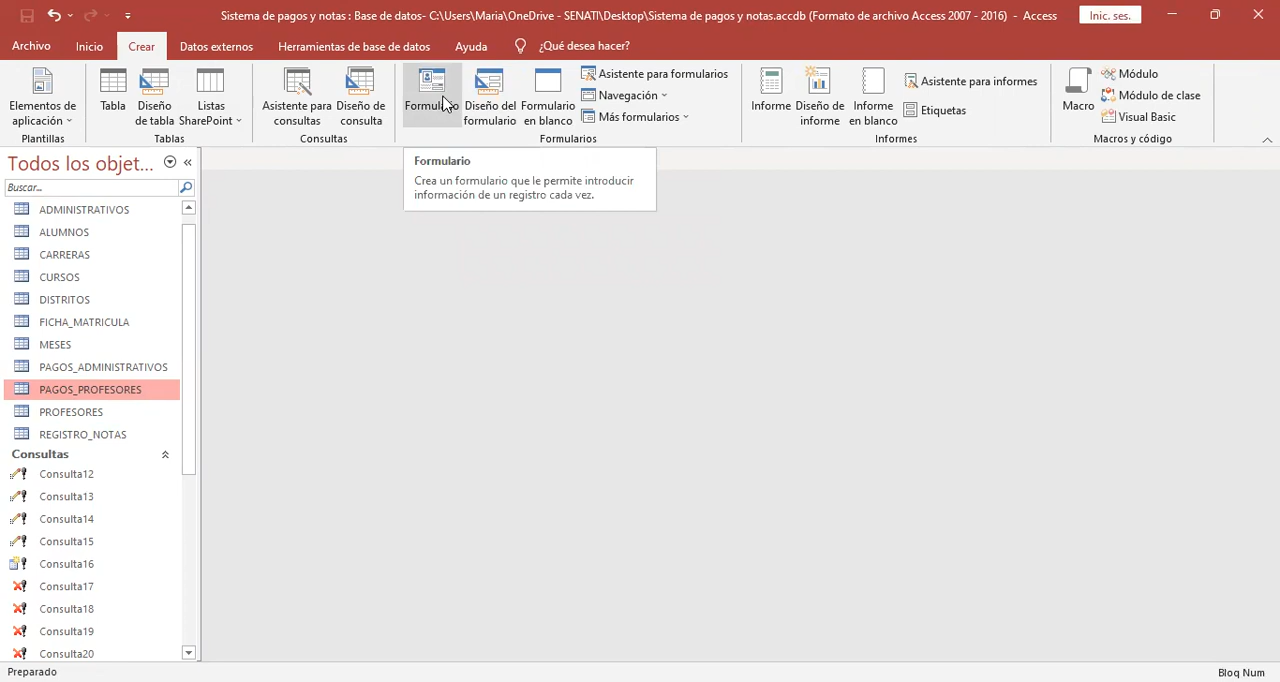 Sistema de pagos y notas : Base de datos- C:\Users\Maria\OneDrive - SENATI\Desktop\Sistema de pagos y notas.accdb (Formato de archivo Access 2007 - 2016) - Access
Inic. ses.
Archivo Inicio Crear Datos externos Herramientas de base de datos Ayuda ¿Qué desea hacer?
Elementos de aplicación
Plantillas
Tabla
Diseño de tabla
Listas SharePoint
Tablas
Asistente para consultas
Diseño de consulta
Consultas
Formulario
Diseño del formulario
Formulario en blanco
Asistente para formularios
Navegación
Más formularios
Formularios
Informe
Diseño de informe
Informe en blanco
Asistente para informes
Etiquetas
Informes
Macro
Módulo
Módulo de clase
Visual Basic
Macros y código
Formulario
Crea un formulario que le permite introducir
información de un registro cada vez.
Todos los objet...
Buscar...
ADMINISTRATIVOS
ALUMNOS
CARRERAS
CURSOS
DISTRITOS
FICHA_MATRICULA
MESES
PAGOS_ADMINISTRATIVOS
PAGOS_PROFESORES
PROFESORES
REGISTRO_NOTAS
Consultas
Consulta12
Consulta13
Consulta14
Consulta15
Consulta16
Consulta17
Consulta18
Consulta19
Consulta20
Preparado
Bloq Num